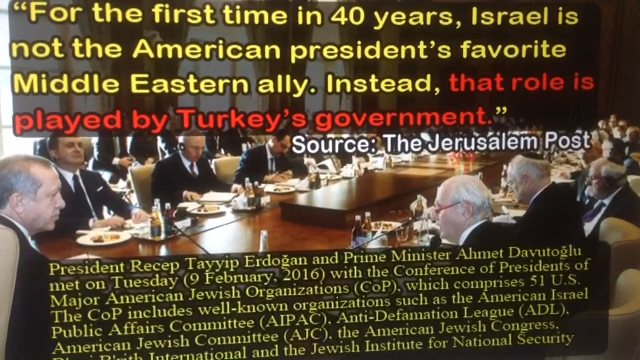 “For the first time in 40 years, Israel is
not the American president’s favorite
Middle Eastern ally. Instead, that role is
played by Turkey’s government.”
Source: The Jerusalem Post
President Recep Tayyip Erdoğan and Prime Minister Ahmet Davutoğlu
met on Tuesday (9 February, 2016) with the Conference of Presidents of
Major American Jewish Organizations (CoP), which comprises 51 U.S.
The CoP includes well-known organizations such as the American Israel
Public Affairs Committee (AIPAC), Anti-Defamation League (ADL),
American Jewish Committee (AJC), the American Jewish Congress,
B'rith International and the Jewish Institute for National Security